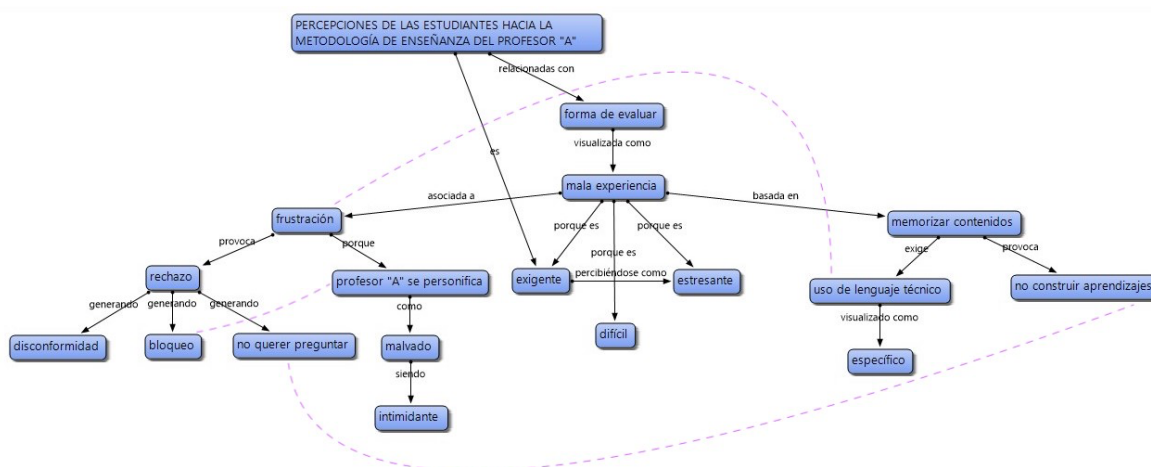 PERCEPCIONES DE LAS ESTUDIANTES HACIA LA
METODOLOGÍA DE ENSEÑANZA DEL PROFESOR "A"
relacionadas con
forma de evaluar
visualizada como
es
mala experiencia
asociada a
basada en
frustración
memorizar contenidos
porque es
porque es
porque es
provoca
porque
exige
provoca
rechazo
profesor "A" se personifica
exigente
percibiéndose como
estresante
uso de lenguaje técnico
no construir aprendizajes
generando
generando
generando
como
visualizado como
disconformidad
bloqueo
no querer preguntar
malvado
difícil
específico
siendo
intimidante